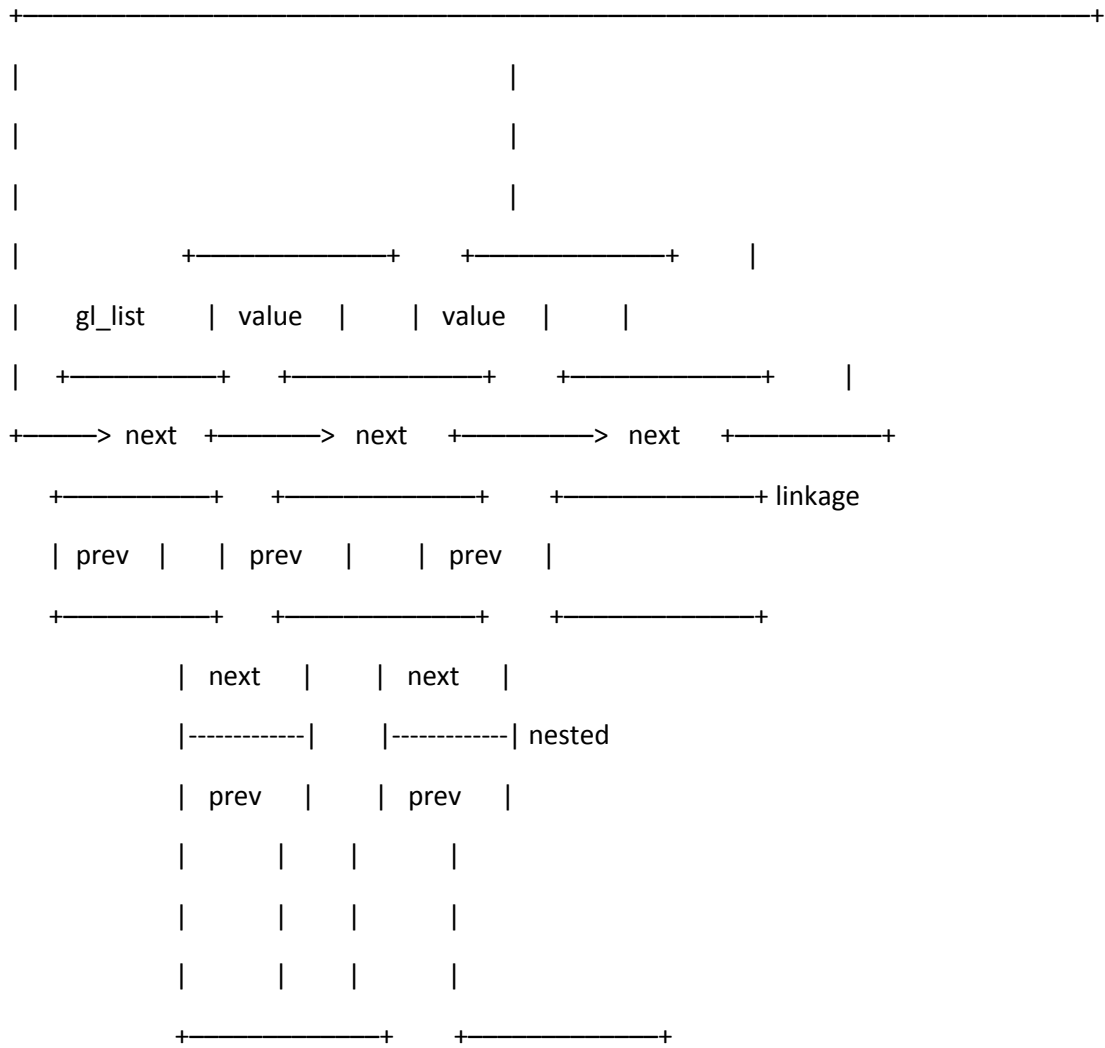 +——————————————————————————————————————+
| |
| |
| |
| +———————+ +———————+ |
| gl_list | value | | value | |
| +—————+ +———————+ +———————+ |
+———> next +————> next +—————> next +—————+
+—————+ +———————+ +———————+ linkage
| prev | | prev | | prev |
+—————+ +———————+ +———————+
| next | | next |
|-------------| |-------------| nested
| prev | | prev |
| | | |
| | | |
| | | |
+———————+ +———————+